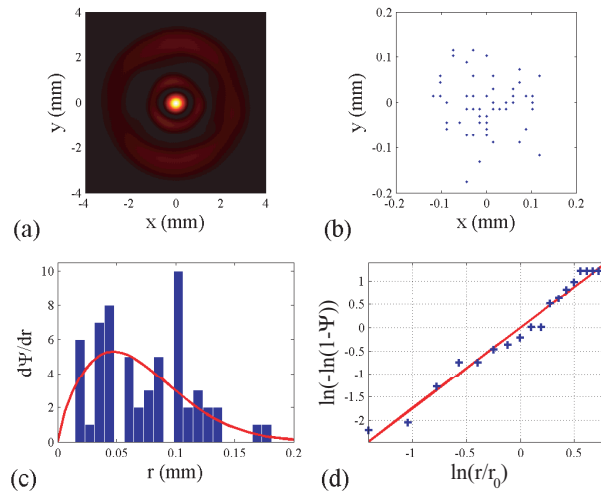 4
2
0
-2
-4
y (mm)
-4 -2 0 2 4
x (mm)
(a)
0.2
0.1
0
-0.1
-0.2
y (mm)
-0.2 -0.1 0 0.1 0.2
x (mm)
(b)
10
8
6
4
2
0
dΨ/dr
0 0.05 0.1 0.15 0.2
r (mm)
(c)
1
0.5
0
-0.5
-1
-1.5
-2
ln(-ln(1-Ψ))
-1 -0.5 0 0.5
ln(r/r0)
(d)